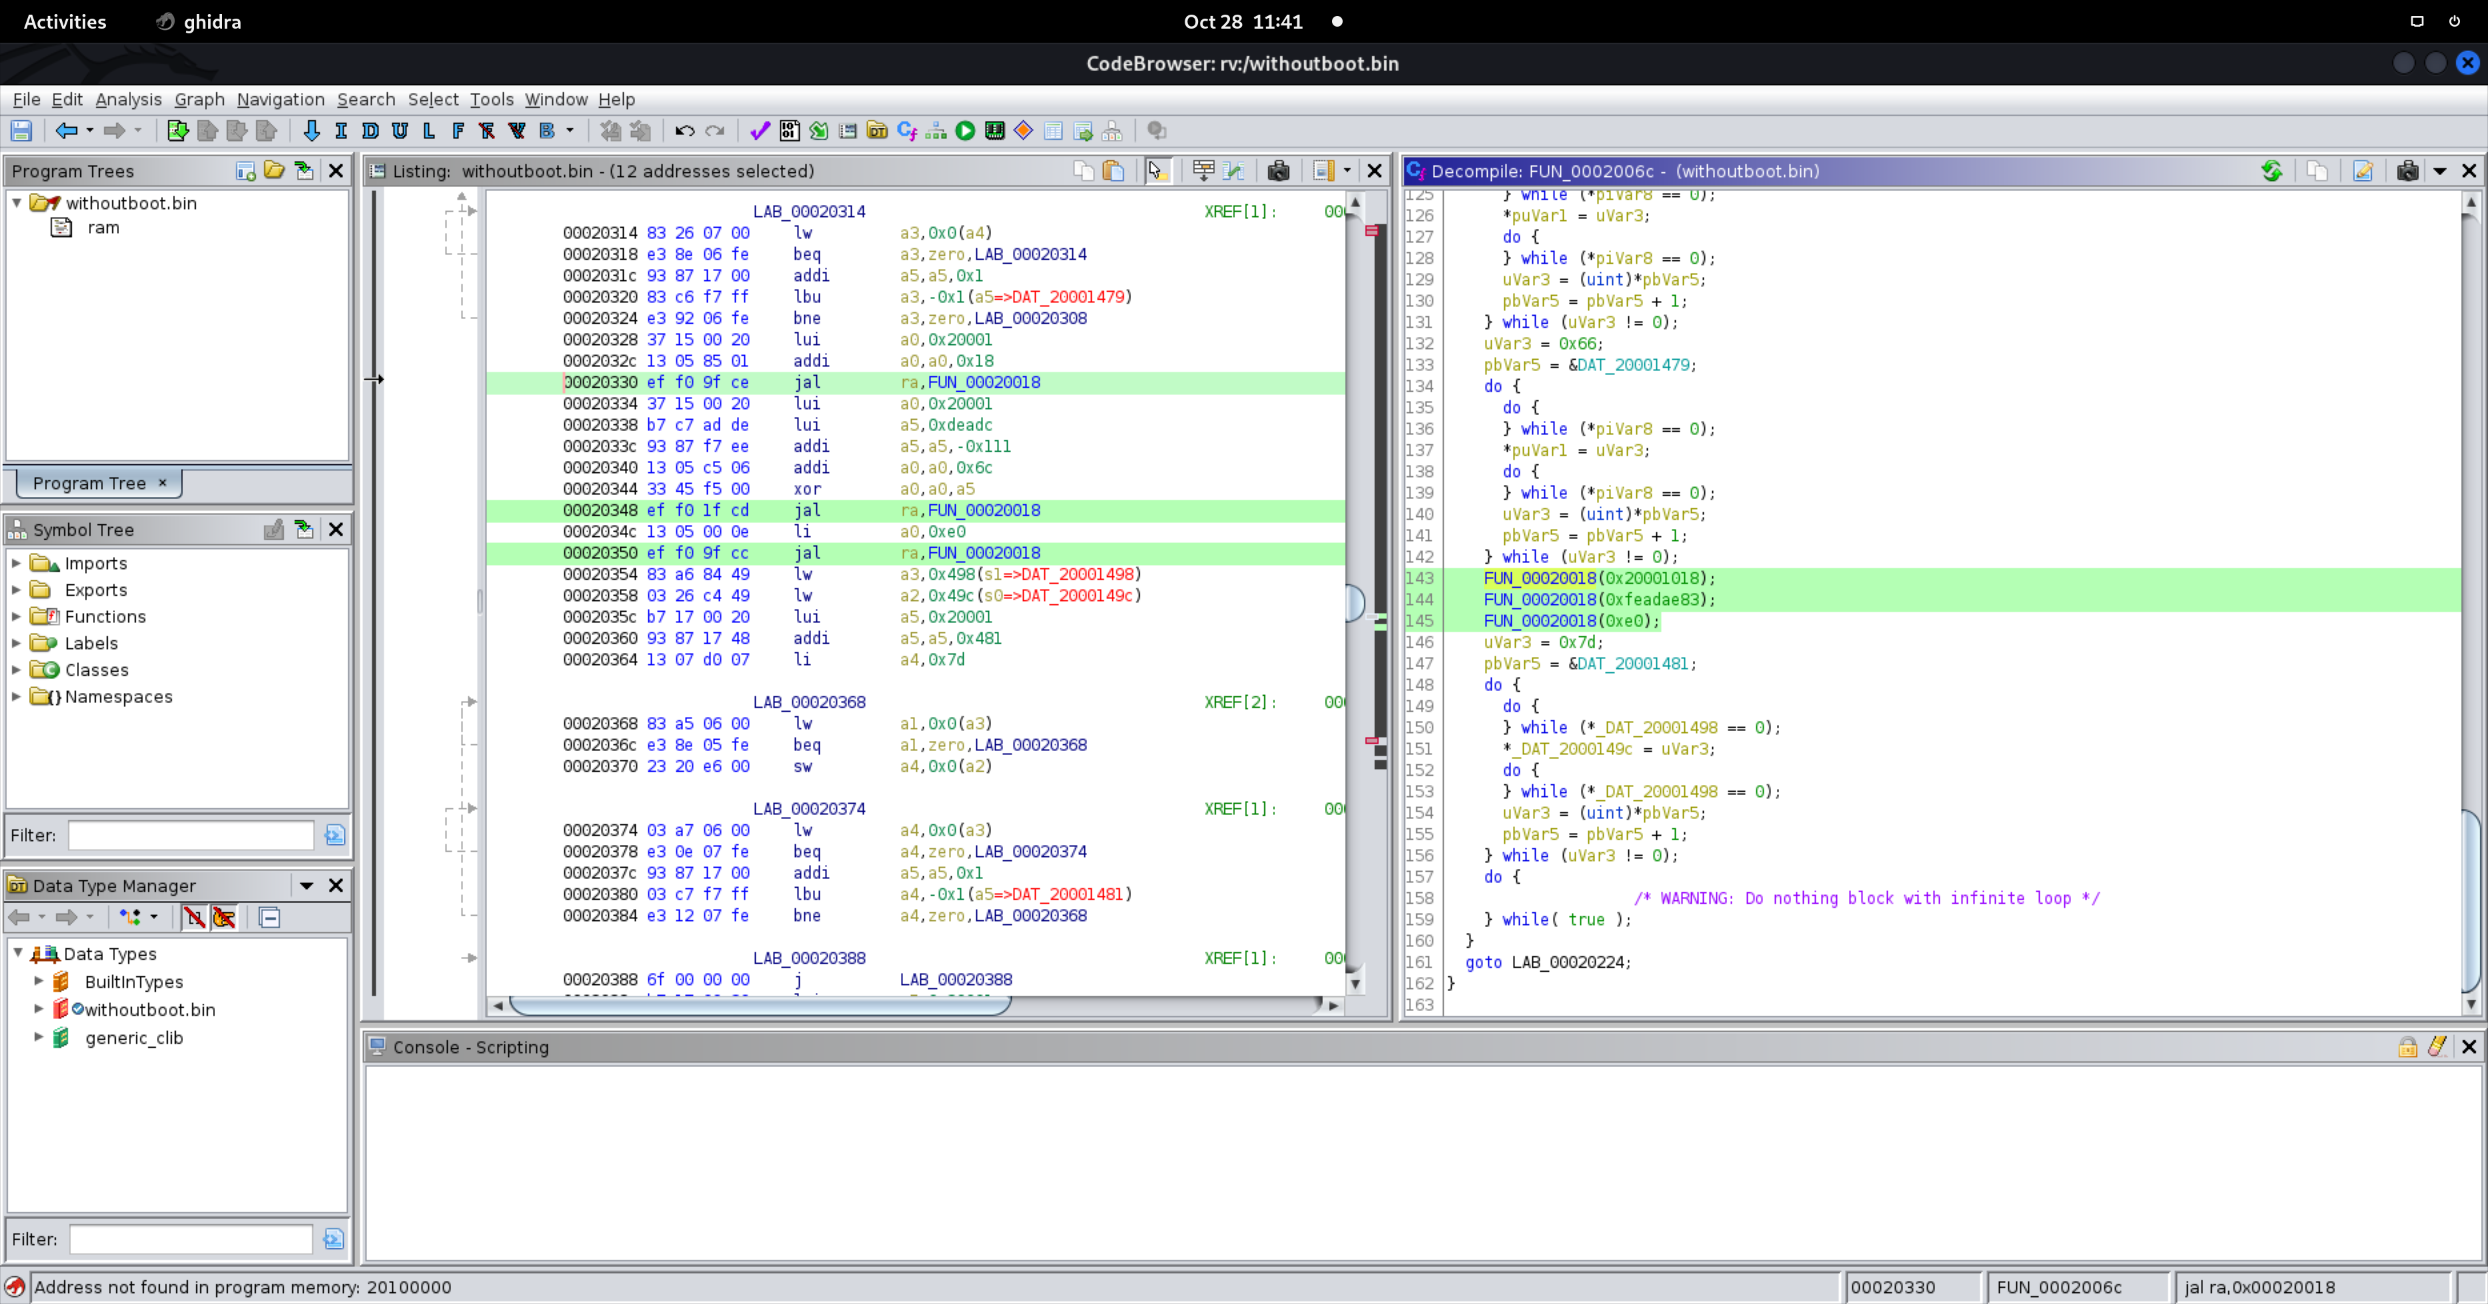 Activities ghidra Oct 28 11:41
CodeBrowser: rv:/withoutboot.bin
File Edit Analysis Graph Navigation Search Select Tools Window Help
Program Trees
withoutboot.bin
ram
Program Tree ×
Symbol Tree
Imports
Exports
Functions
Labels
Classes
Namespaces
Filter:
Data Type Manager
Data Types
BuiltInTypes
withoutboot.bin
generic_clib
Filter:
Listing: withoutboot.bin - (12 addresses selected)
LAB_00020314 XREF[1]: 00
00020314 83 26 07 00 lw a3,0x0(a4)
00020318 e3 8e 06 fe beq a3,zero,LAB_00020314
0002031c 93 87 17 00 addi a5,a5,0x1
00020320 83 c6 f7 ff lbu a3,-0x1(a5=>DAT_20001479)
00020324 e3 92 06 fe bne a3,zero,LAB_00020308
00020328 37 15 00 20 lui a0,0x20001
0002032c 13 05 85 01 addi a0,a0,0x18
00020330 ef f0 9f ce jal ra,FUN_00020018
00020334 37 15 00 20 lui a0,0x20001
00020338 b7 c7 ad de lui a5,0xdeadc
0002033c 93 87 f7 ee addi a5,a5,-0x111
00020340 13 05 c5 06 addi a0,a0,0x6c
00020344 33 45 f5 00 xor a0,a0,a5
00020348 ef f0 1f cd jal ra,FUN_00020018
0002034c 13 05 00 0e li a0,0xe0
00020350 ef f0 9f cc jal ra,FUN_00020018
00020354 83 a6 84 49 lw a3,0x498(s1=>DAT_20001498)
00020358 03 26 c4 49 lw a2,0x49c(s0=>DAT_2000149c)
0002035c b7 17 00 20 lui a5,0x20001
00020360 93 87 17 48 addi a5,a5,0x481
00020364 13 07 d0 07 li a4,0x7d
LAB_00020368 XREF[2]: 00
00020368 83 a5 06 00 lw a1,0x0(a3)
0002036c e3 8e 05 fe beq a1,zero,LAB_00020368
00020370 23 20 e6 00 sw a4,0x0(a2)
LAB_00020374 XREF[1]: 00
00020374 03 a7 06 00 lw a4,0x0(a3)
00020378 e3 0e 07 fe beq a4,zero,LAB_00020374
0002037c 93 87 17 00 addi a5,a5,0x1
00020380 03 c7 f7 ff lbu a4,-0x1(a5=>DAT_20001481)
00020384 e3 12 07 fe bne a4,zero,LAB_00020368
LAB_00020388 XREF[1]: 00
00020388 6f 00 00 00 j LAB_00020388
Decompile: FUN_0002006c - (withoutboot.bin)
125 } while (*piVar8 == 0);
126 *puVar1 = uVar3;
127 do {
128 } while (*piVar8 == 0);
129 uVar3 = (uint)*pbVar5;
130 pbVar5 = pbVar5 + 1;
131 } while (uVar3 != 0);
132 uVar3 = 0x66;
133 pbVar5 = &DAT_20001479;
134 do {
135 do {
136 } while (*piVar8 == 0);
137 *puVar1 = uVar3;
138 do {
139 } while (*piVar8 == 0);
140 uVar3 = (uint)*pbVar5;
141 pbVar5 = pbVar5 + 1;
142 } while (uVar3 != 0);
143 FUN_00020018(0x20001018);
144 FUN_00020018(0xfeadae83);
145 FUN_00020018(0xe0);
146 uVar3 = 0x7d;
147 pbVar5 = &DAT_20001481;
148 do {
149 do {
150 } while (*_DAT_20001498 == 0);
151 *_DAT_2000149c = uVar3;
152 do {
153 } while (*_DAT_20001498 == 0);
154 uVar3 = (uint)*pbVar5;
155 pbVar5 = pbVar5 + 1;
156 } while (uVar3 != 0);
157 do {
158 /* WARNING: Do nothing block with infinite loop */
159 } while( true );
160 }
161 goto LAB_00020224;
162 }
163
Console - Scripting
Address not found in program memory: 20100000 00020330 FUN_0002006c jal ra,0x00020018